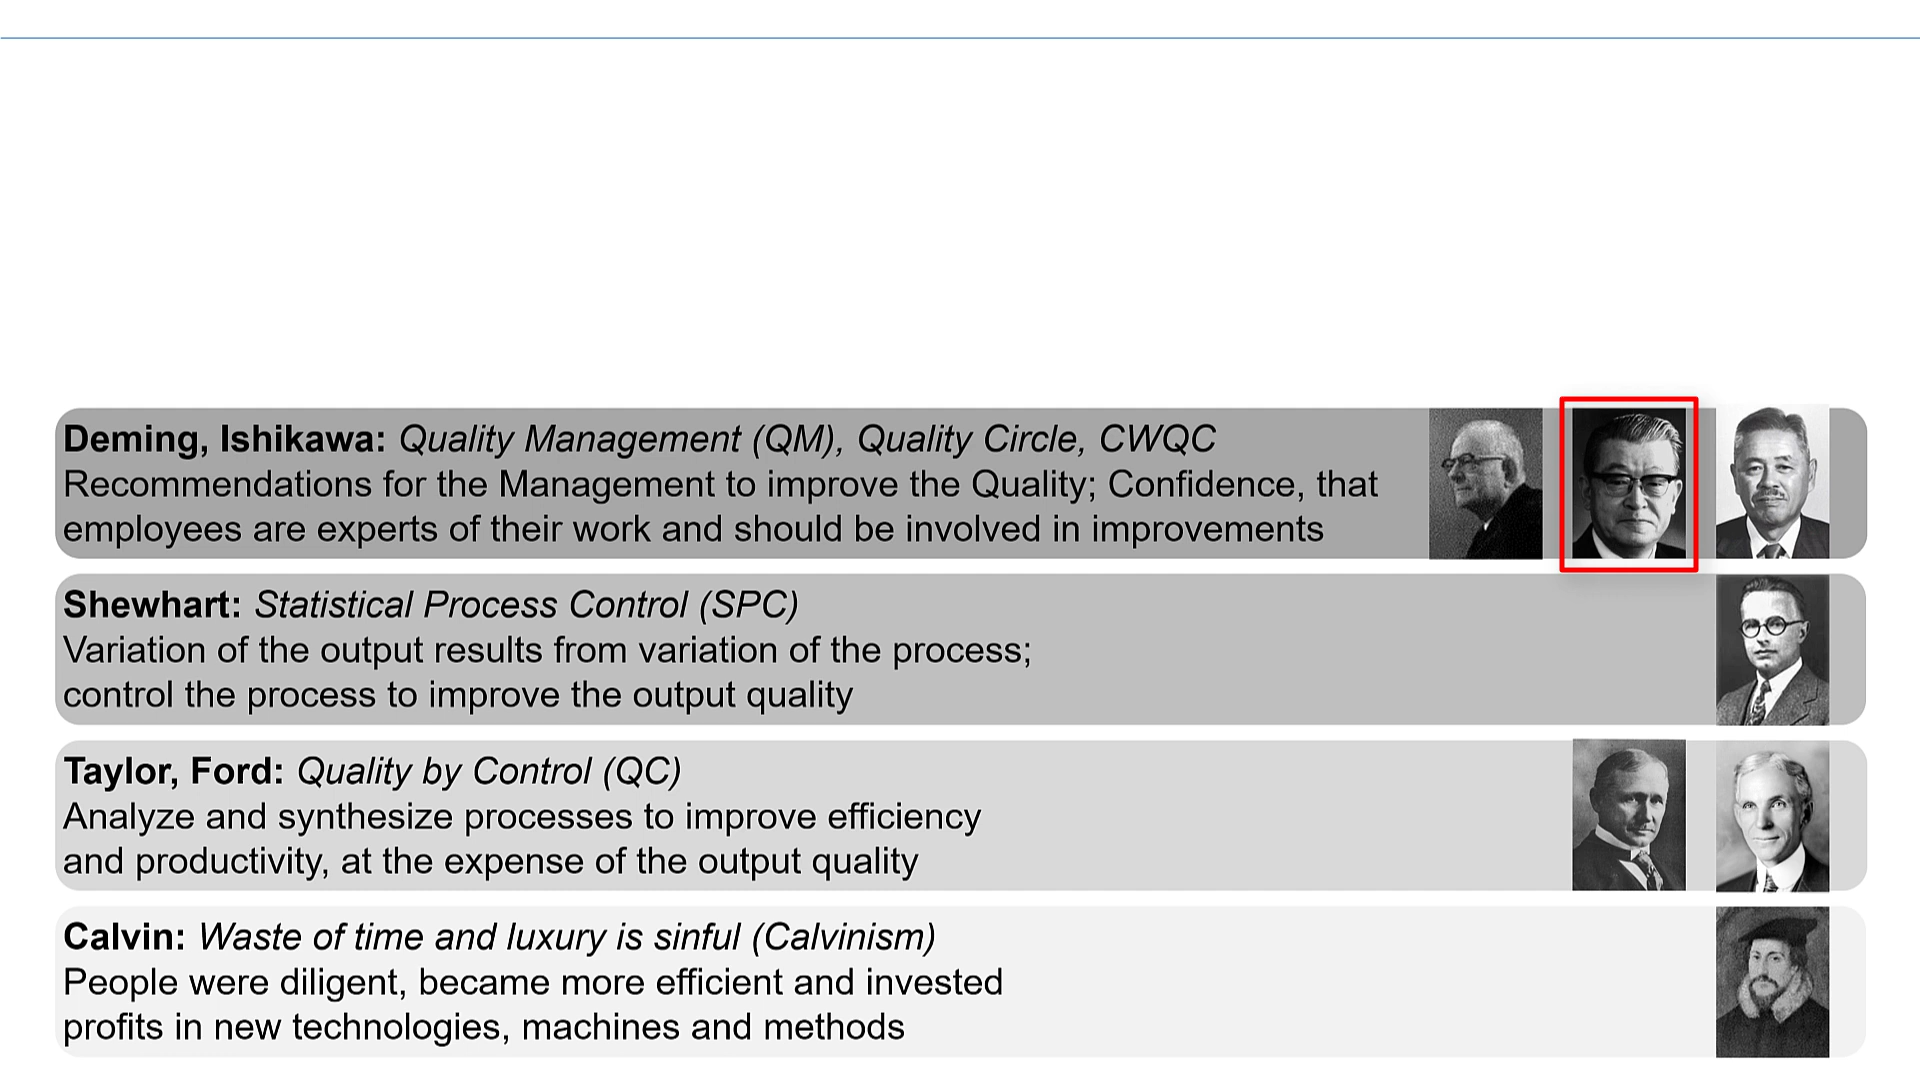 Deming, Ishikawa: Quality Management (QM), Quality Circle, CWQC
Recommendations for the Management to improve the Quality; Confidence, that
employees are experts of their work and should be involved in improvements
Shewhart: Statistical Process Control (SPC)
Variation of the output results from variation of the process;
control the process to improve the output quality
Taylor, Ford: Quality by Control (QC)
Analyze and synthesize processes to improve efficiency
and productivity, at the expense of the output quality
Calvin: Waste of time and luxury is sinful (Calvinism)
People were diligent, became more efficient and invested
profits in new technologies, machines and methods